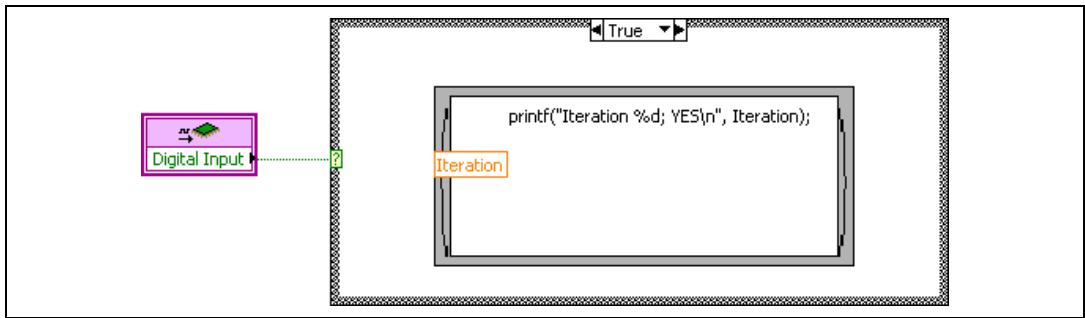 True
printf("Iteration %d; YES\n", Iteration);
Digital Input
?
Iteration